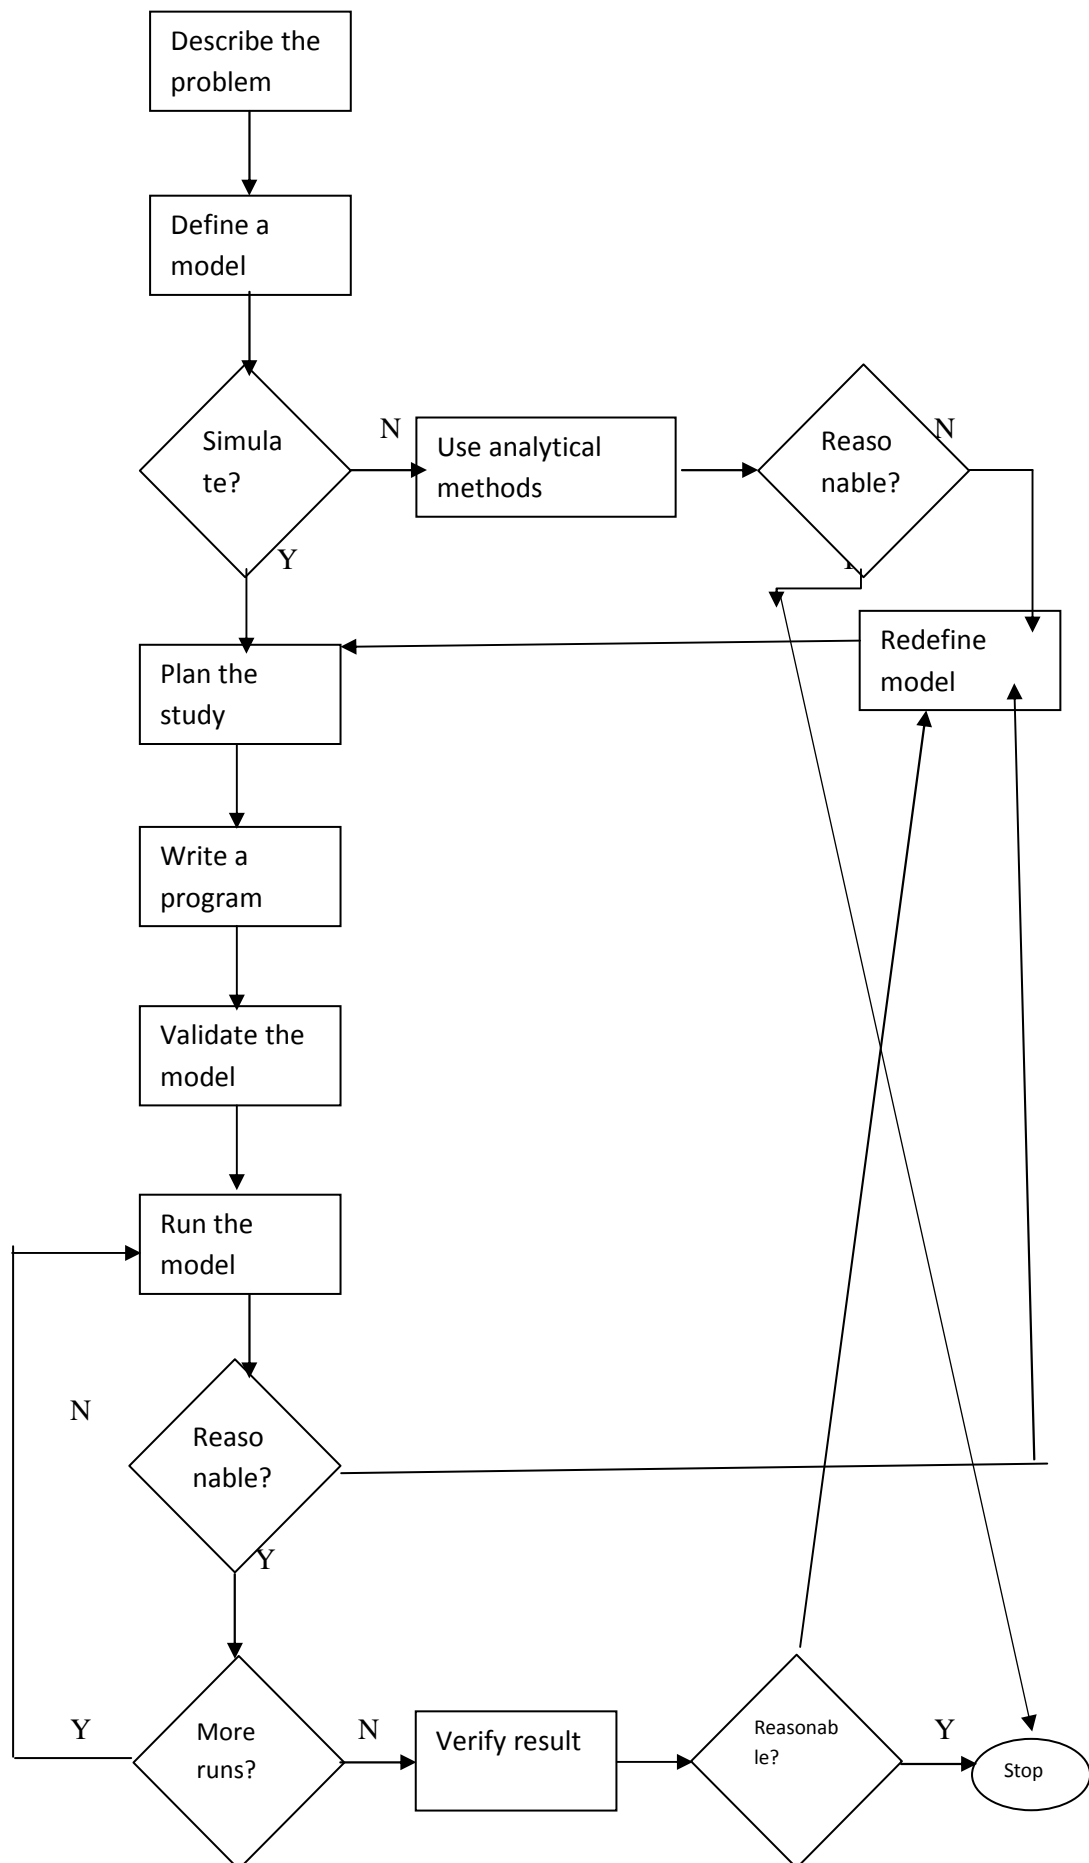 Describe the
problem
Define a
model
Simula
te?
N
Use analytical
methods
Reaso
nable?
N
Y
Plan the
study
Redefine
model
Write a
program
Validate the
model
Run the
model
N
Reaso
nable?
Y
Y
More
runs?
N
Verify result
Reasonab
le?
Y
Stop